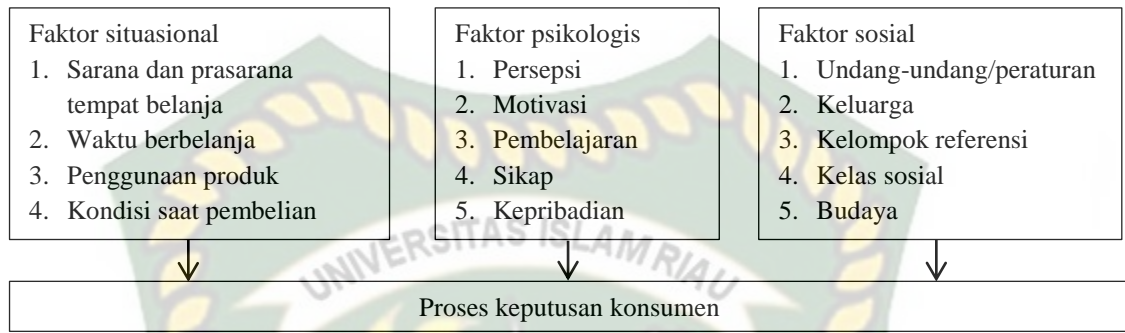 Faktor situasional
1. Sarana dan prasarana
tempat belanja
2. Waktu berbelanja
3. Penggunaan produk
4. Kondisi saat pembelian
Faktor psikologis
1. Persepsi
2. Motivasi
3. Pembelajaran
4. Sikap
5. Kepribadian
Faktor sosial
1. Undang-undang/peraturan
2. Keluarga
3. Kelompok referensi
4. Kelas sosial
5. Budaya
UNIVERSITAS ISLAM RIAU
Proses keputusan konsumen